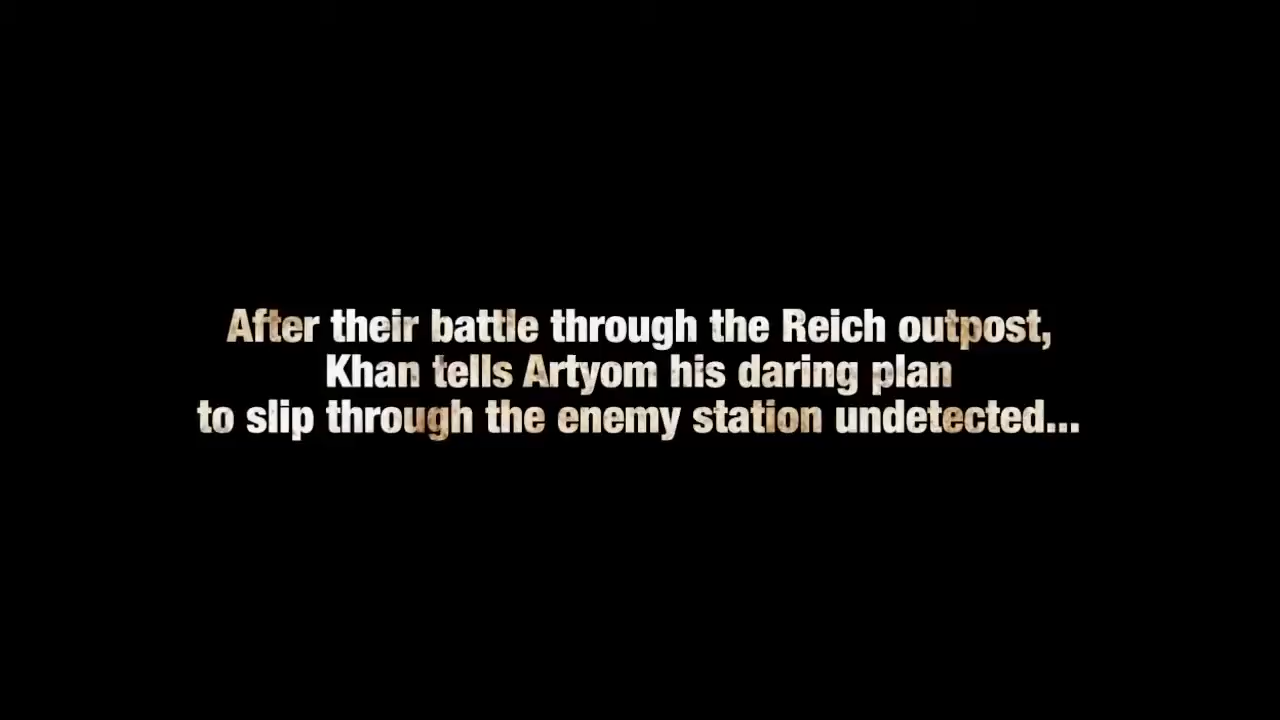 After their battle through the Reich outpost,
Khan tells Artyom his daring plan
to slip through the enemy station undetected...